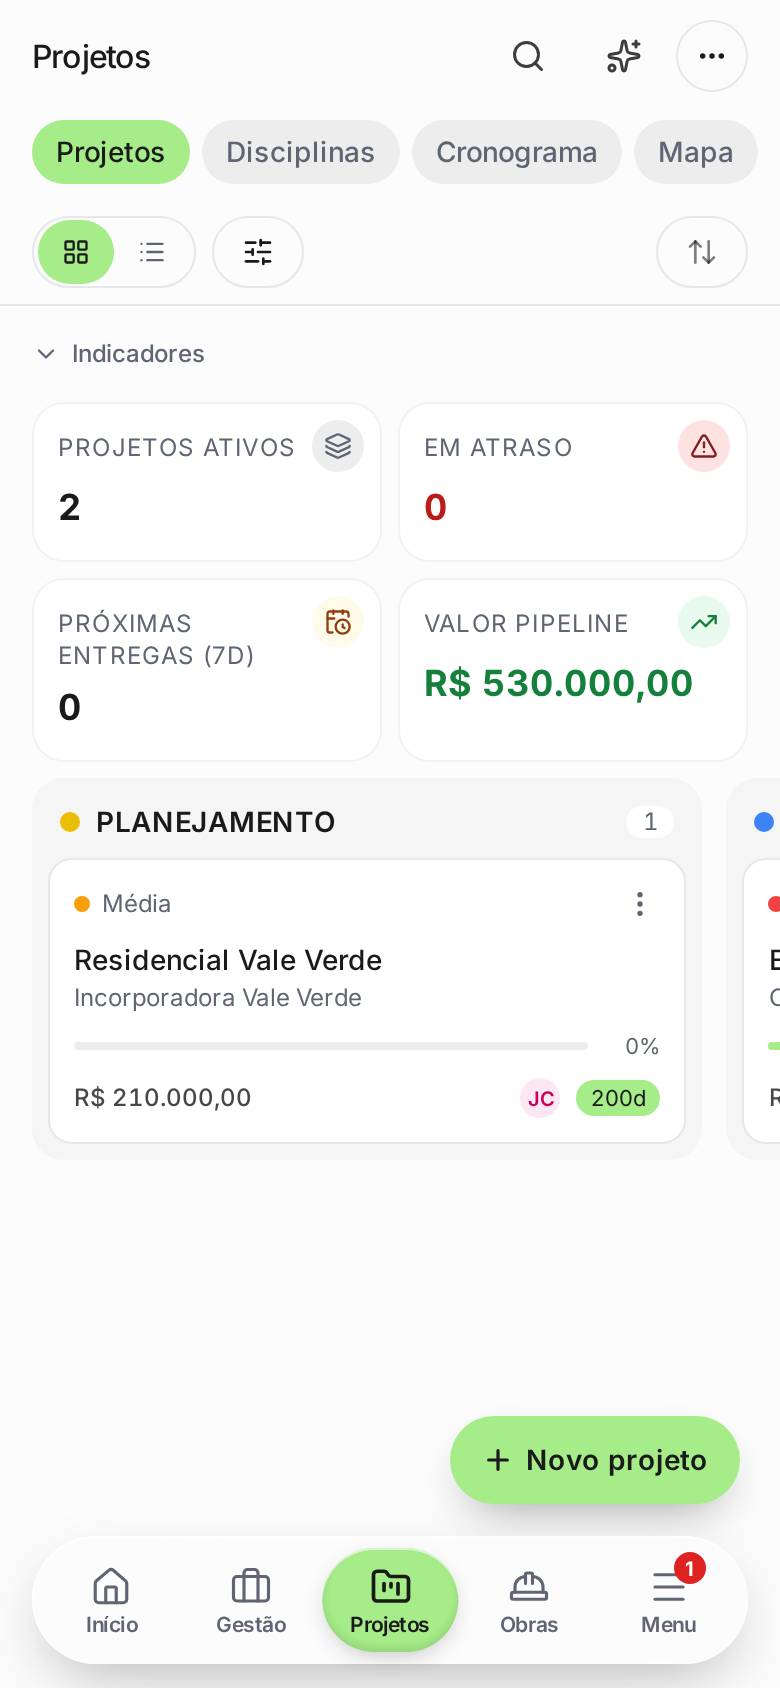 Projetos
Projetos
Disciplinas
Cronograma
Mapa
Indicadores
PROJETOS ATIVOS
2
EM ATRASO
0
PRÓXIMAS
ENTREGAS (7D)
0
VALOR PIPELINE
R$ 530.000,00
PLANEJAMENTO
1
Média
Residencial Vale Verde
Incorporadora Vale Verde
0%
R$ 210.000,00
JC
200d
+ Novo projeto
Início
Gestão
Projetos
Obras
1
Menu